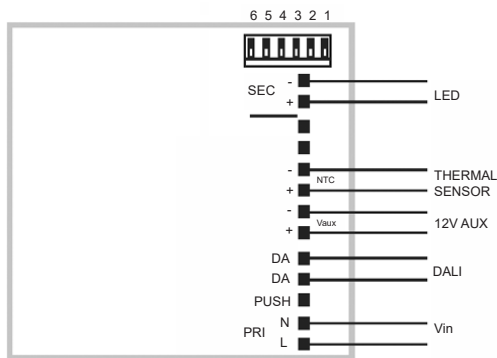 6 5 4 3 2 1
-
SEC
+
LED
-
NTC
+
THERMAL
SENSOR
-
Vaux
+
12V AUX
DA
DA
DALI
PUSH
N
PRI
L
Vin